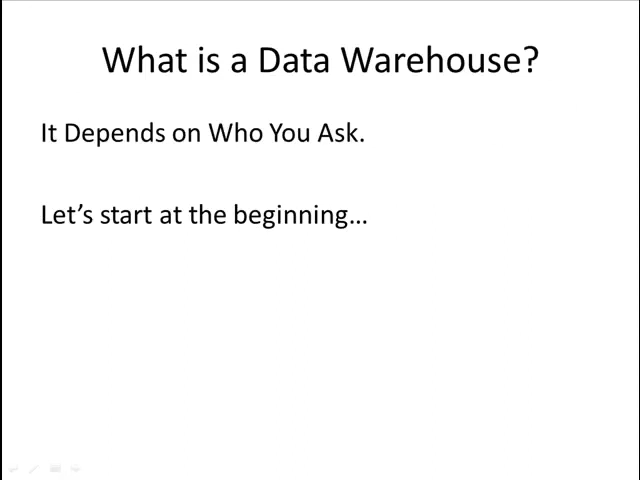 What is a Data Warehouse?
It Depends on Who You Ask.
Let’s start at the beginning…